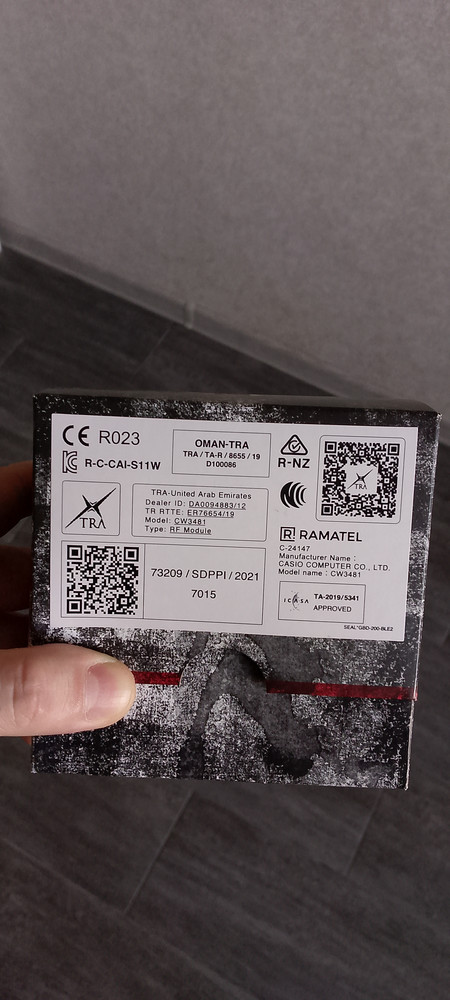 CE R023
R-C-CAI-S11W
OMAN-TRA
TRA / TA-R / 8655 / 19
D100086
R-NZ
TRA
TRA
TRA-United Arab Emirates
Dealer ID: DA0094883/12
TR RTTE: ER76654/19
Model: CW3481
Type: RF Module
R RAMATEL
C-24147
Manufacturer Name :
CASIO COMPUTER CO., LTD.
Model name : CW3481
73209 / SDPPI / 2021
7015
ICASA
TA-2019/5341
APPROVED
SEAL*GBD-200-BLE2